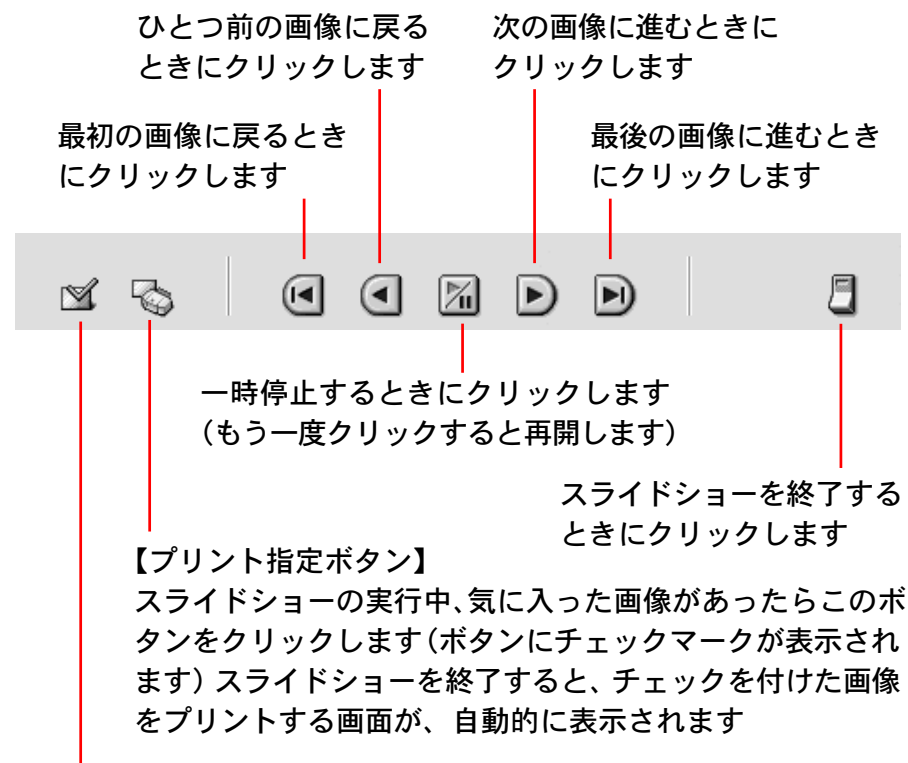 ひとつ前の画像に戻る
ときにクリックします
次の画像に進むときに
クリックします
最初の画像に戻るとき
にクリックします
最後の画像に進むとき
にクリックします
一時停止するときにクリックします
（もう一度クリックすると再開します）
スライドショーを終了する
ときにクリックします
【プリント指定ボタン】
スライドショーの実行中、気に入った画像があったらこのボ
タンをクリックします（ボタンにチェックマークが表示され
ます）スライドショーを終了すると、チェックを付けた画像
をプリントする画面が、自動的に表示されます